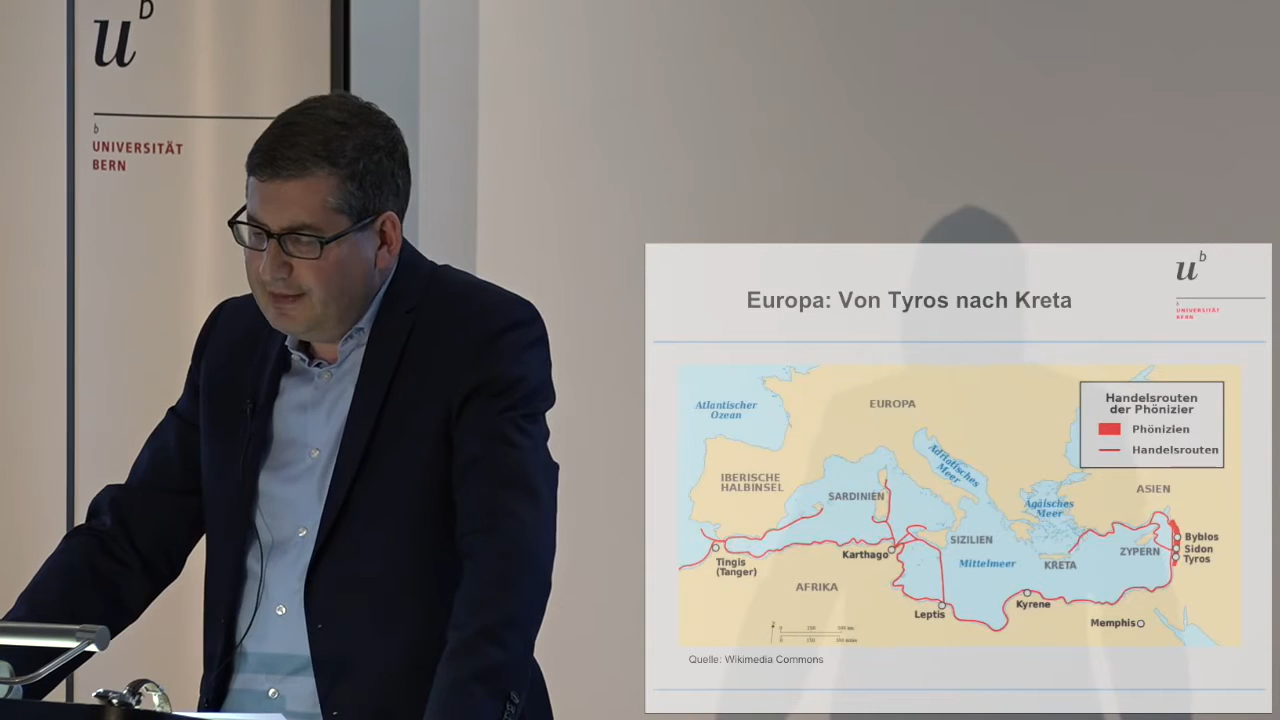 u b
b
UNIVERSITÄT
BERN
u b
Europa: Von Tyros nach Kreta
UNIVERSITÄT
BERN
Atlantischer
Ozean
EUROPA
Handelsrouten
der Phönizier
Phönizien
Handelsrouten
Adriatisches
Meer
IBERISCHE
HALBINSEL
SARDINIEN
ASIEN
Ägäisches
Meer
Byblos
Sidon
Tyros
SIZILIEN
ZYPERN
Karthago
Mittelmeer
KRETA
Tingis
(Tanger)
AFRIKA
Kyrene
Leptis
Memphis
Quelle: Wikimedia Commons